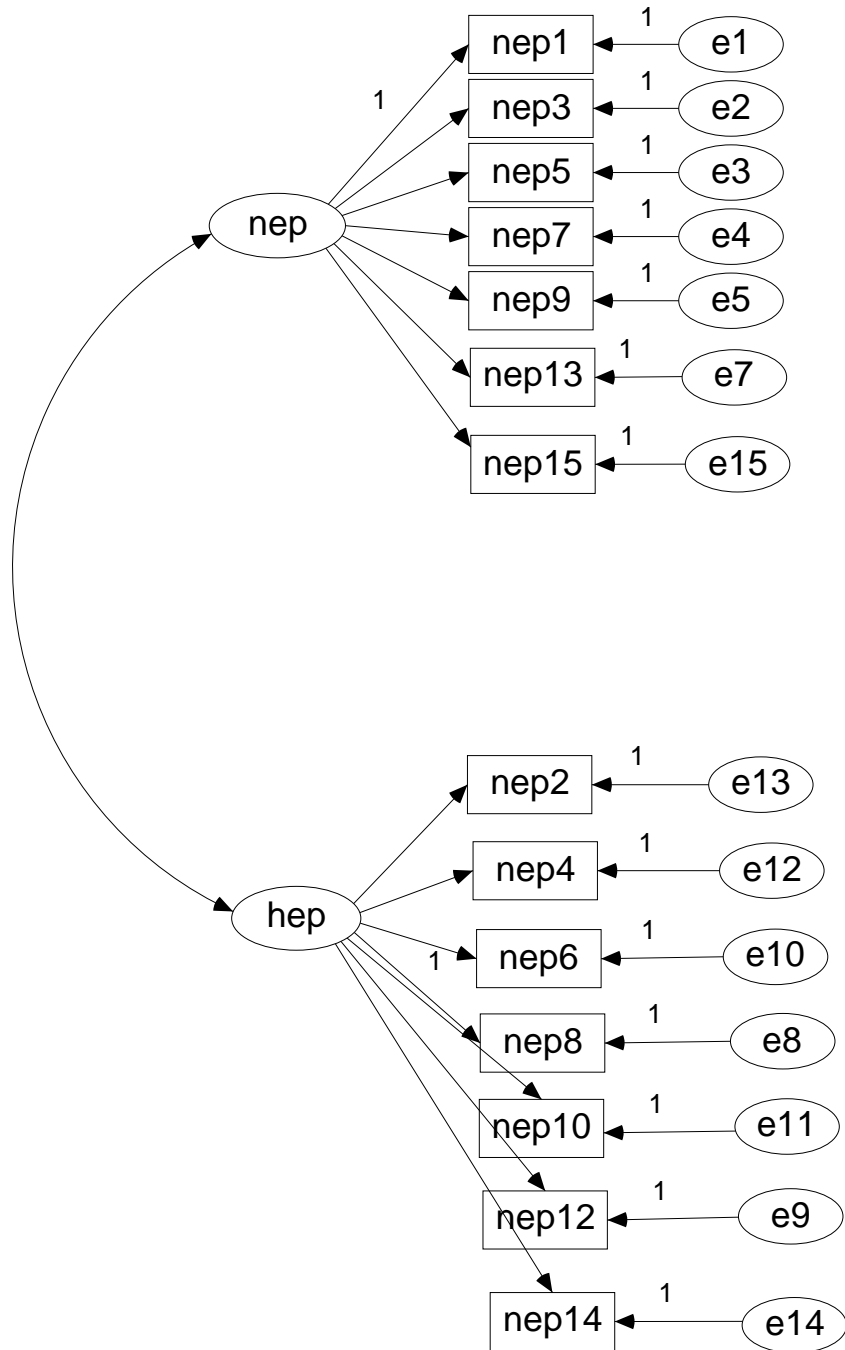 nep1 1 e1
1 nep3 1 e2
nep5 1 e3
nep nep7 1 e4
nep9 1 e5
nep13 1 e7
nep15 1 e15
nep2 1 e13
nep4 1 e12
hep 1 nep6 1 e10
nep8 1 e8
nep10 1 e11
nep12 1 e9
nep14 1 e14